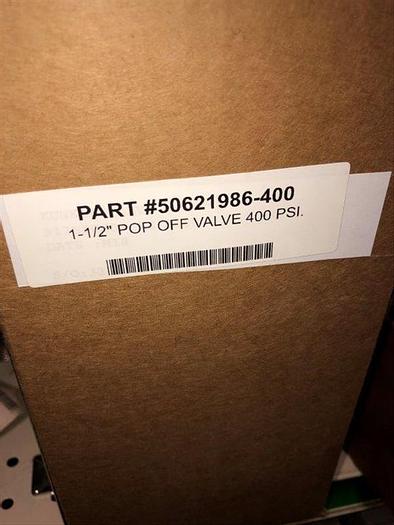 PART #50621986-400
1-1/2" POP OFF VALVE 400 PSI.